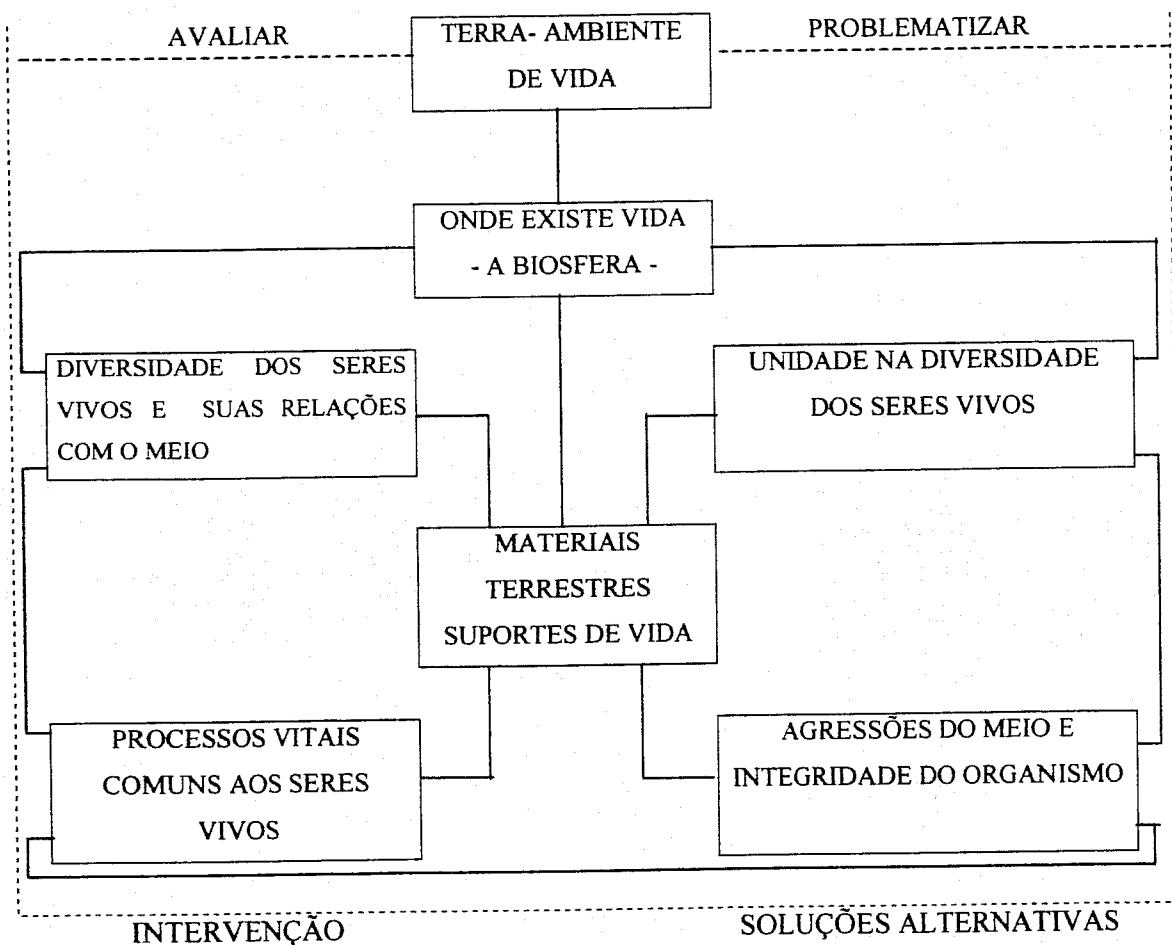 AVALIAR
TERRA- AMBIENTE
DE VIDA
PROBLEMATIZAR
ONDE EXISTE VIDA
- A BIOSFERA -
DIVERSIDADE DOS SERES
VIVOS E SUAS RELAÇÕES
COM O MEIO
UNIDADE NA DIVERSIDADE
DOS SERES VIVOS
MATERIAIS
TERRESTRES
SUPORTES DE VIDA
PROCESSOS VITAIS
COMUNS AOS SERES
VIVOS
AGRESSÕES DO MEIO E
INTEGRIDADE DO ORGANISMO
INTERVENÇÃO
SOLUÇÕES ALTERNATIVAS